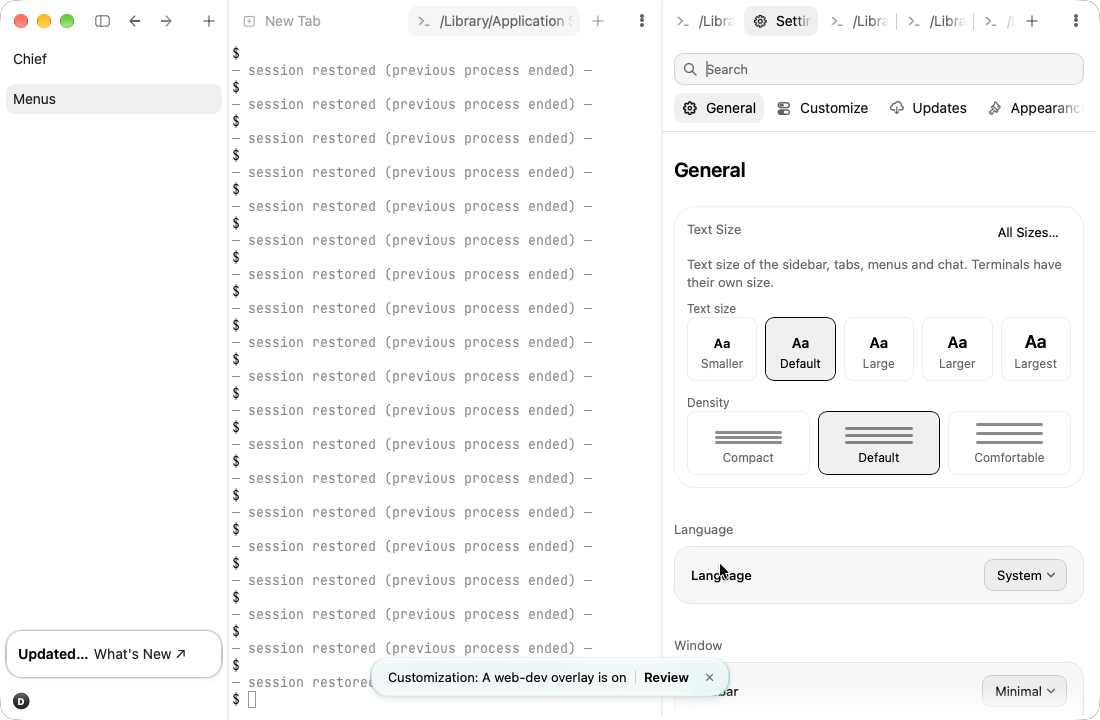 New Tab
/Library/Application S
/Libra
Settin
/Libra
/Libra
Chief
Menus
$
— session restored (previous process ended) —
$
— session restored (previous process ended) —
$
— session restored (previous process ended) —
$
— session restored (previous process ended) —
$
— session restored (previous process ended) —
$
— session restored (previous process ended) —
$
— session restored (previous process ended) —
$
— session restored (previous process ended) —
$
— session restored (previous process ended) —
$
— session restored (previous process ended) —
$
— session restored (previous process ended) —
$
— session restored (previous process ended) —
$
— session restored (previous process ended) —
$
— session restored (previous process ended) —
$
— session restored (previous process ended) —
$
— session restored (previous process ended) —
$
— session restored (previous process ended) —
$
— session restored (previous process ended) —
$
— session restored
$
Search
General
Customize
Updates
Appearanc
General
Text Size
All Sizes...
Text size of the sidebar, tabs, menus and chat. Terminals have
their own size.
Text size
Aa Aa Aa Aa Aa
Smaller Default Large Larger Largest
Density
Compact Default Comfortable
Language
Language
System
Window
bar
Minimal
Customization: A web-dev overlay is on
Review
Updated... What's New ↗
D